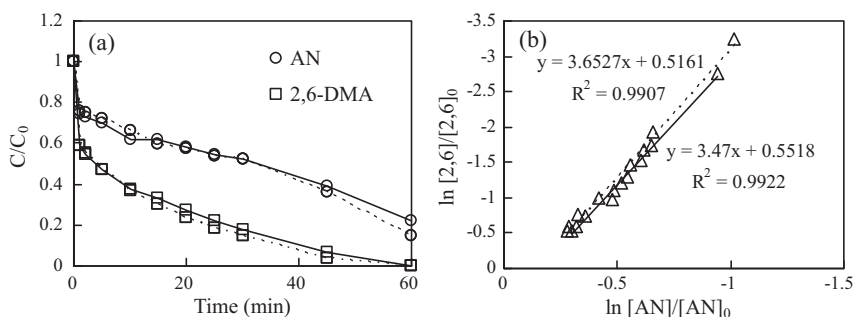 (a)
AN
2,6-DMA
C/C0
1.2
1
0.8
0.6
0.4
0.2
0
0
20
40
60
Time (min)
(b)
y = 3.6527x + 0.5161
R² = 0.9907
y = 3.47x + 0.5518
R² = 0.9922
ln [2,6]/[2,6]0
-3.5
-3
-2.5
-2
-1.5
-1
-0.5
0
0
-0.5
-1
-1.5
ln [AN]/[AN]0